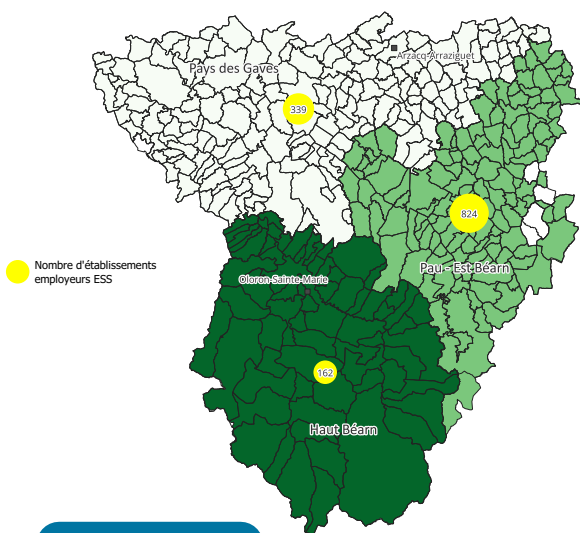 Pays des Gaves
Arzacq-Arraziguet
339
824
Nombre d'établissements
employeurs ESS
Pau - Est Béarn
Oloron-Sainte-Marie
162
Haut Béarn